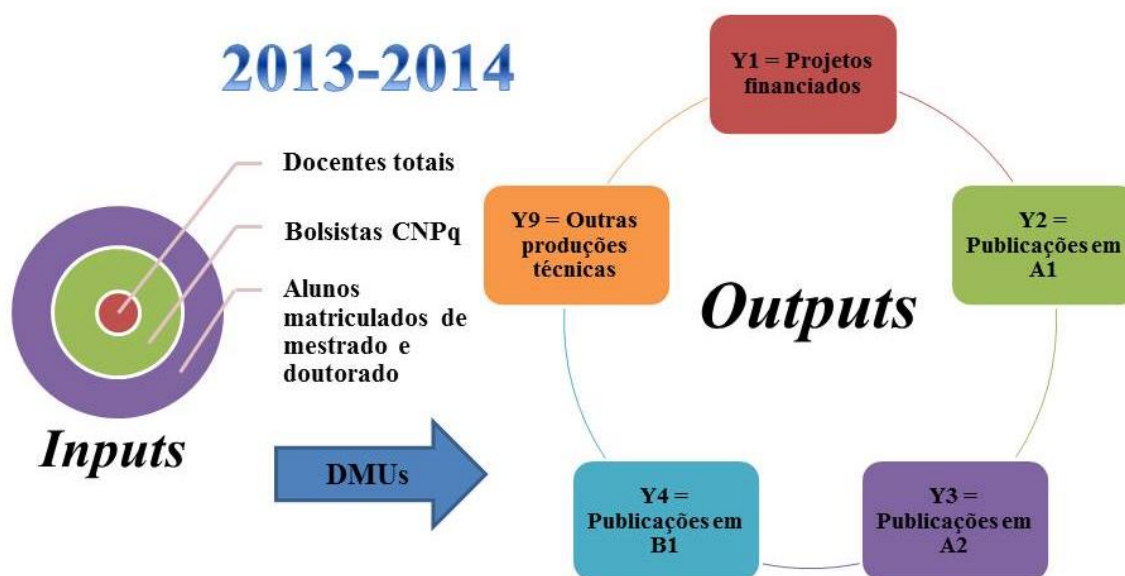 2013-2014
Docentes totais
Bolsistas CNPq
Alunos
matriculados de
mestrado e
doutorado
Inputs
DMUs
Outputs
Y1 = Projetos
financiados
Y2 =
Publicações em
A1
Y3 =
Publicações em
A2
Y4 =
Publicações em
B1
Y9 = Outras
produções
técnicas